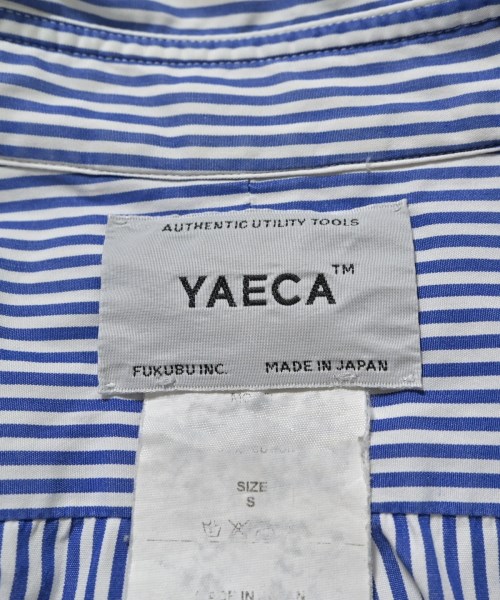 AUTHENTIC UTILITY TOOLS
YAECA™
FUKUBU INC. MADE IN JAPAN
SIZE
S